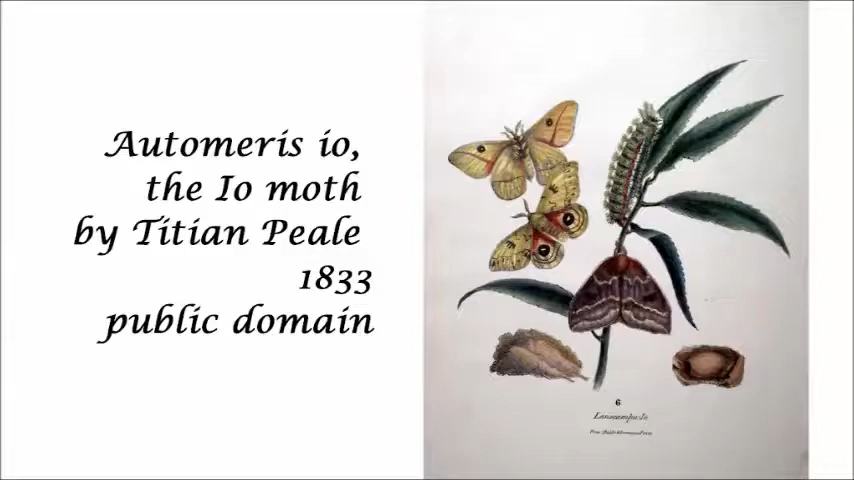 Automeris io,
the Io moth
by Titian Peale
1833
public domain
6